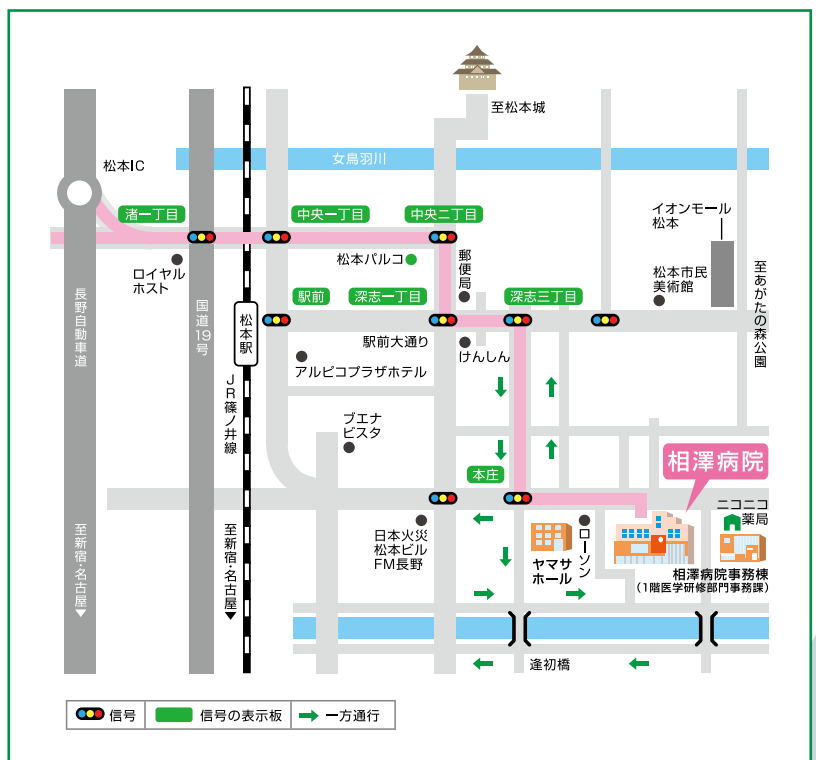 至松本城
女鳥羽川
松本IC
渚一丁目
中央一丁目
中央二丁目
イオンモール
松本
ロイヤル
ホスト
松本パルコ
郵便局
松本市民
美術館
至あがたの森公園
長野自動車道
国道19号
松本駅
駅前
深志一丁目
深志三丁目
駅前大通り
けんしん
アルピコプラザホテル
JR篠ノ井線
ブエナ
ビスタ
本庄
相澤病院
ニコニコ
薬局
至新宿・名古屋▼
至新宿・名古屋▼
日本火災
松本ビル
FM長野
ヤマサ
ホール
ローソン
相澤病院事務棟
(1階医学研修部門事務課)
逢初橋
信号
信号の表示板
一方通行